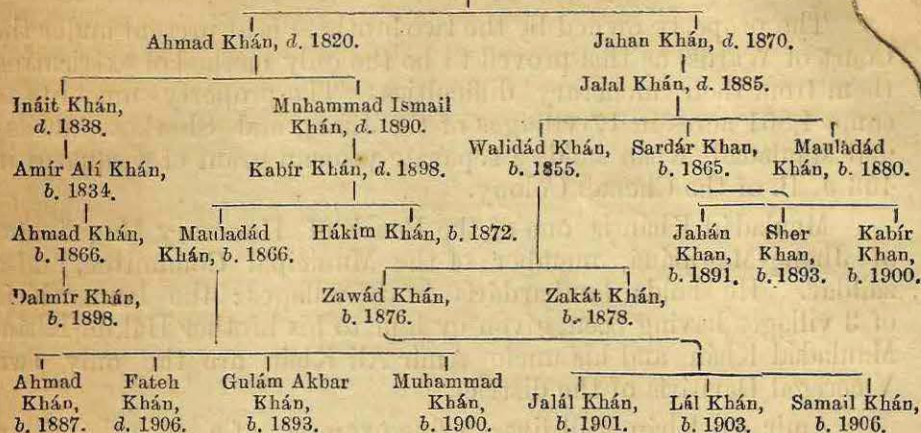 Ahmad Khán, d. 1820.
Jahan Khán, d. 1870.
Jalal Khán, d. 1885.
Ináit Khán,
d. 1838.
Muhammad Ismail
Khán, d. 1890.
Walidád Khán,
b. 1855.
Sardár Khan,
b. 1865.
Mauládád
Khán, b. 1880.
Amír Alí Khán,
b. 1834.
Kabír Khán, d. 1898.
Ahmad Khán,
b. 1866.
Mauládád
Khán, b. 1866.
Hákim Khán, b. 1872.
Jahán
Khan,
b. 1891.
Sher
Khan,
b. 1893.
Kabír
Khan,
b. 1900.
Dalmír Khán,
b. 1898.
Zawád Khán,
b. 1876.
Zakát Khán,
b. 1878.
Ahmad
Khán,
b. 1887.
Fateh
Khán,
d. 1906.
Gulám Akbar
Khán,
b. 1893.
Muhammad
Khán,
b. 1900.
Jalál Khán,
b. 1901.
Lál Khán,
b. 1903.
Samail Khán,
b. 1906.